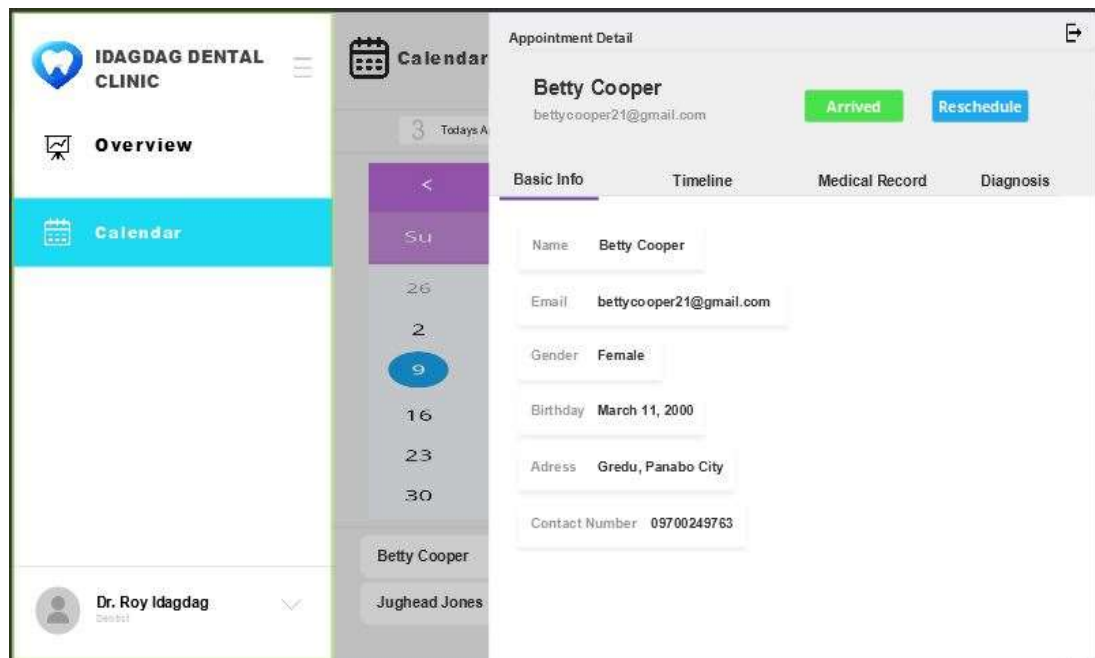 IDAGDAG DENTAL
CLINIC
Overview
Calendar
Dr. Roy Idagdag
Dentist
Calendar
3 Todays A
<
Su
26
2
9
16
23
30
Betty Cooper
Jughead Jones
Appointment Detail
Betty Cooper
bettycooper21@gmail.com
Arrived
Reschedule
Basic Info Timeline Medical Record Diagnosis
Name Betty Cooper
Email bettycooper21@gmail.com
Gender Female
Birthday March 11, 2000
Adress Gredu, Panabo City
Contact Number 09700249763